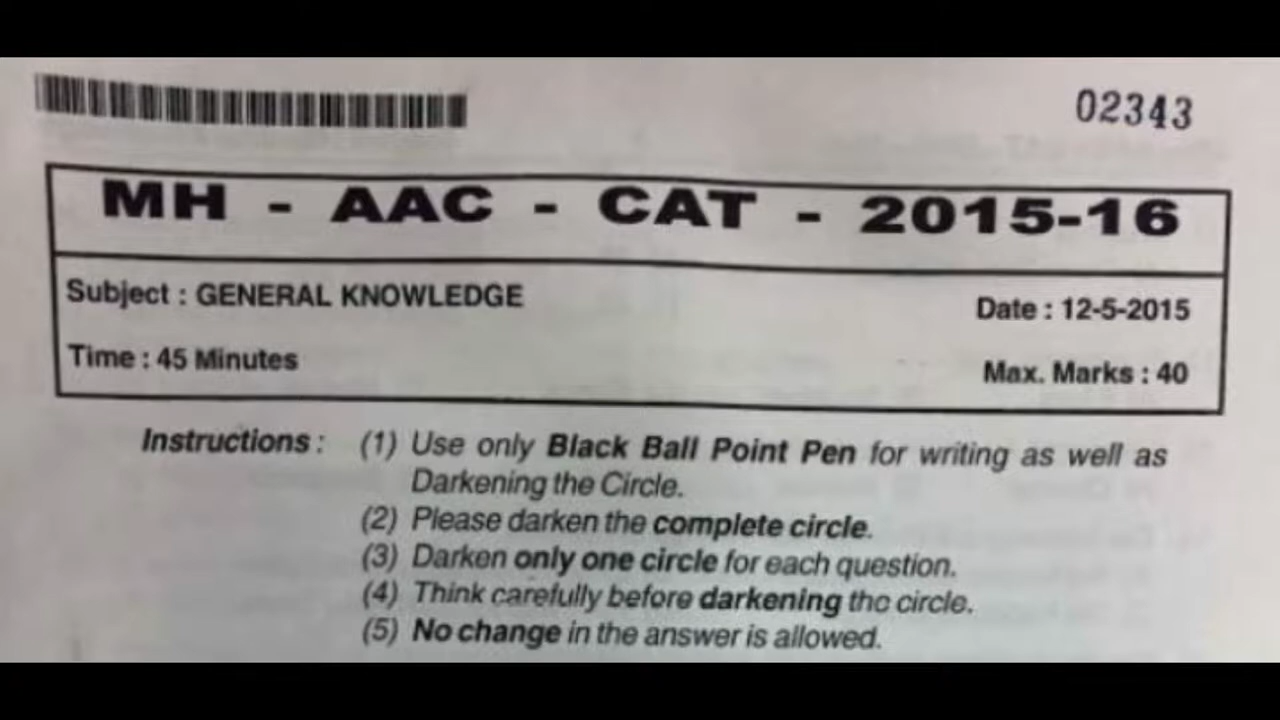 02343
MH - AAC - CAT - 2015-16
Subject : GENERAL KNOWLEDGE
Date : 12-5-2015
Time : 45 Minutes
Max. Marks : 40
Instructions : (1) Use only Black Ball Point Pen for writing as well as
Darkening the Circle.
(2) Please darken the complete circle.
(3) Darken only one circle for each question.
(4) Think carefully before darkening the circle.
(5) No change in the answer is allowed.